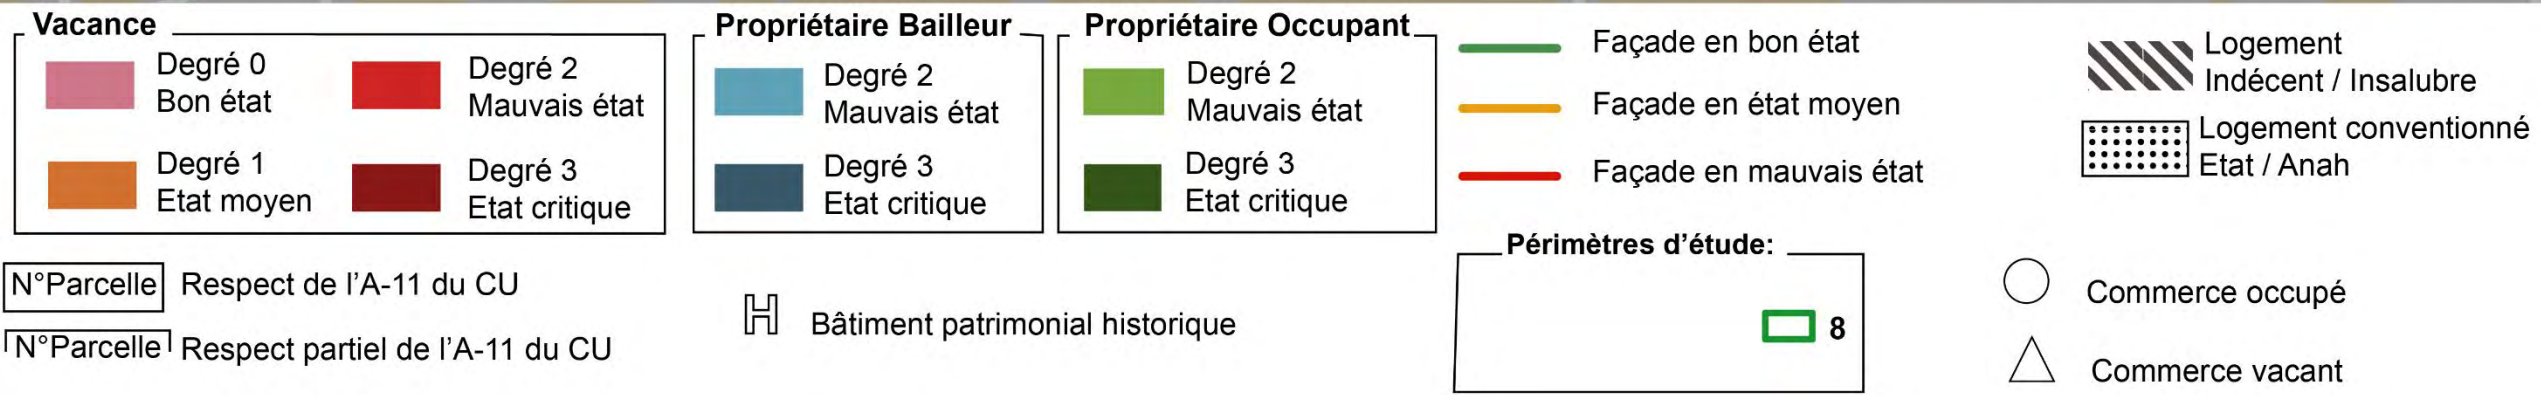 Vacance
Degré 0
Bon état
Degré 2
Mauvais état
Degré 1
Etat moyen
Degré 3
Etat critique
Propriétaire Bailleur
Degré 2
Mauvais état
Degré 3
Etat critique
Propriétaire Occupant
Degré 2
Mauvais état
Degré 3
Etat critique
Façade en bon état
Façade en état moyen
Façade en mauvais état
Logement
Indécent / Insalubre
Logement conventionné
Etat / Anah
N°Parcelle Respect de l'A-11 du CU
N°Parcelle Respect partiel de l'A-11 du CU
H Bâtiment patrimonial historique
Périmètres d'étude:
8
Commerce occupé
Commerce vacant